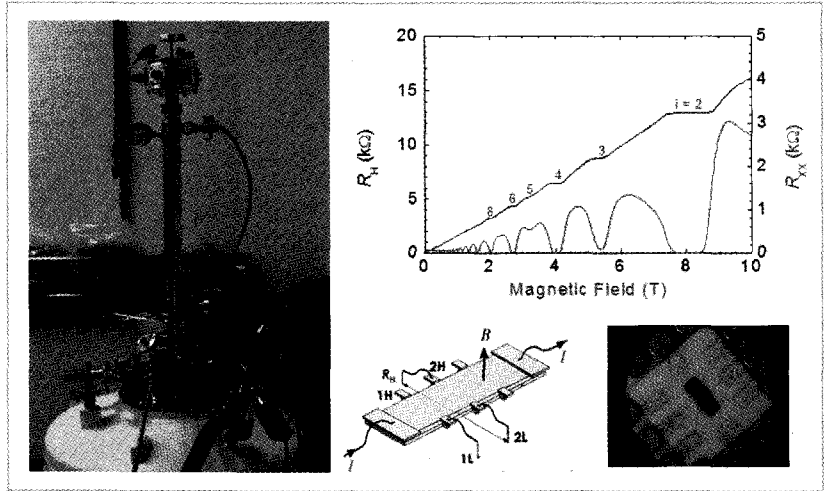 20
15
10
5
0
R_H (kΩ)
5
4
3
2
1
0
R_XX (kΩ)
i = 2
3
4
5
6
8
0 2 4 6 8 10
Magnetic Field (T)
B
I
2H
R_H
1H
2L
1L
I